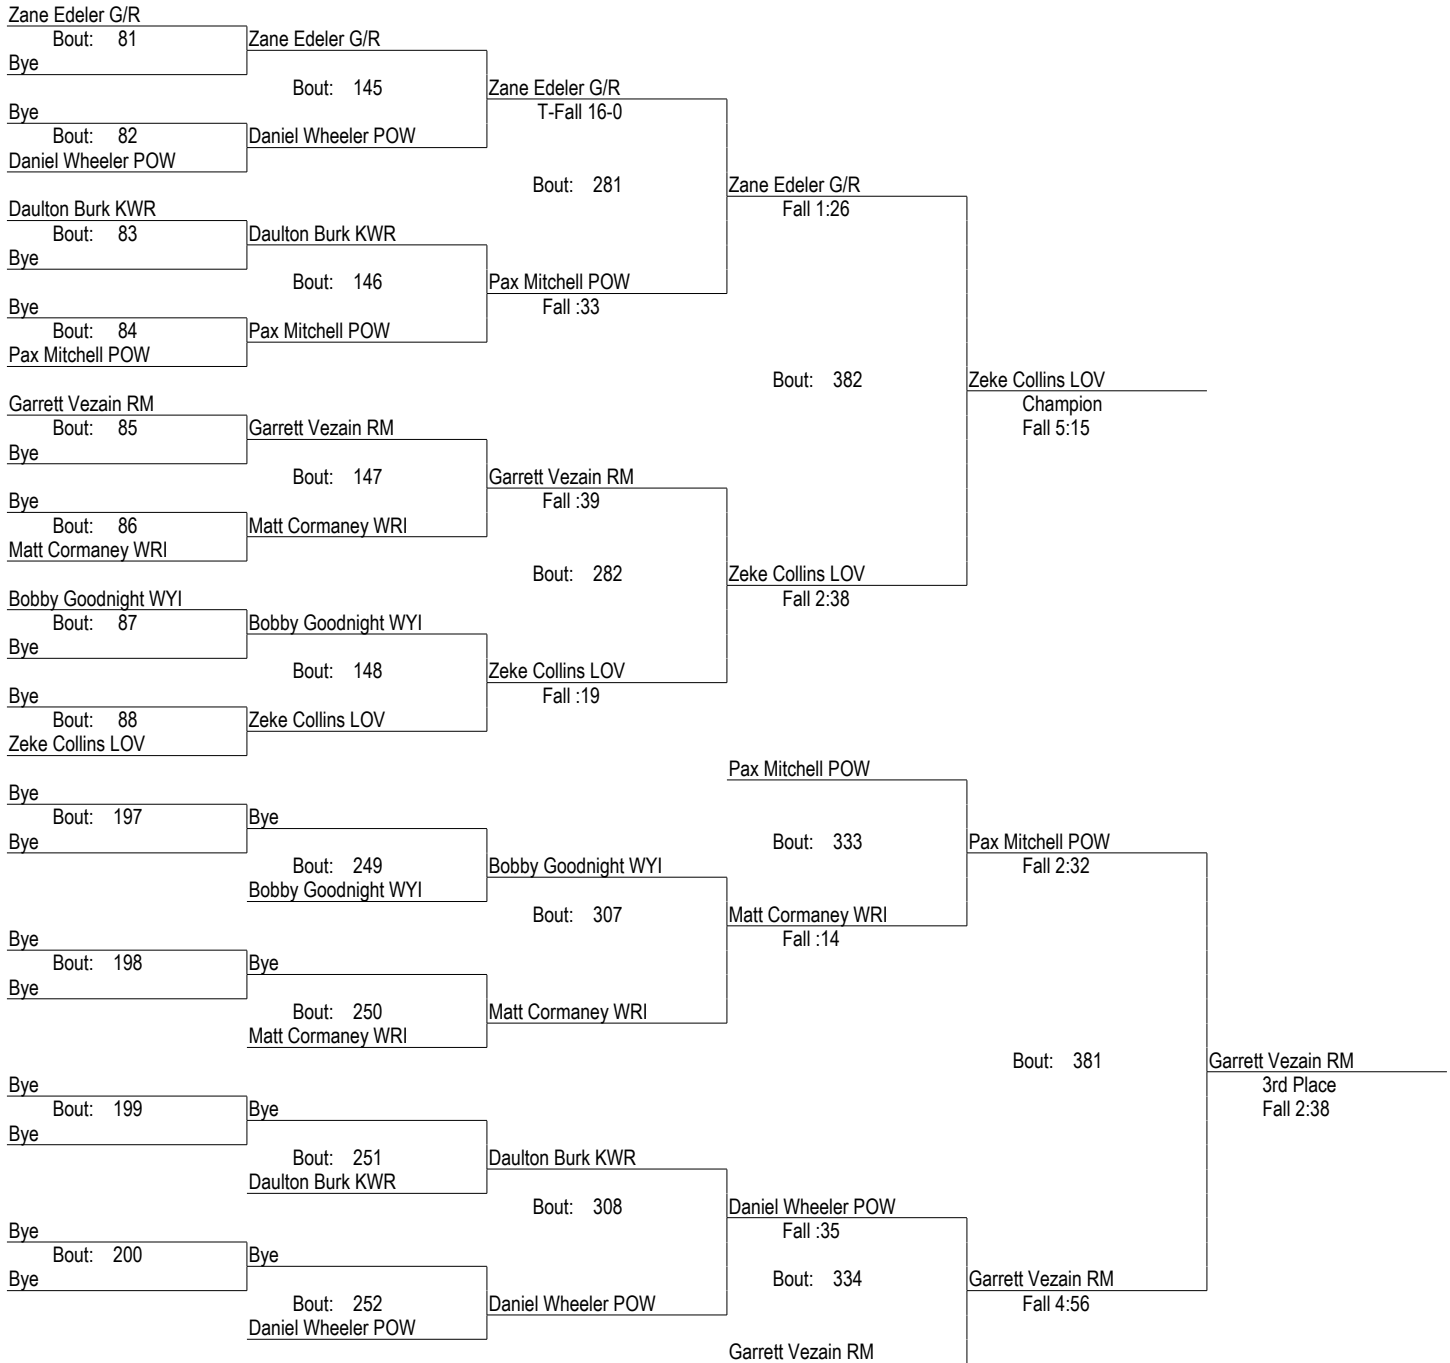 Zane Edeler G/R
Bout: 81
Zane Edeler G/R
Bye
Bout: 145
Zane Edeler G/R
Bye
T-Fall 16-0
Bout: 82
Daniel Wheeler POW
Daniel Wheeler POW
Bout: 281
Zane Edeler G/R
Daulton Burk KWR
Fall 1:26
Bout: 83
Daulton Burk KWR
Bye
Bout: 146
Pax Mitchell POW
Bye
Fall :33
Bout: 84
Pax Mitchell POW
Pax Mitchell POW
Bout: 382
Zeke Collins LOV
Garrett Vezain RM
Champion
Bout: 85
Garrett Vezain RM
Fall 5:15
Bye
Bout: 147
Garrett Vezain RM
Bye
Fall :39
Bout: 86
Matt Cormaney WRI
Matt Cormaney WRI
Bout: 282
Zeke Collins LOV
Bobby Goodnight WYI
Fall 2:38
Bout: 87
Bobby Goodnight WYI
Bye
Bout: 148
Zeke Collins LOV
Bye
Fall :19
Bout: 88
Zeke Collins LOV
Zeke Collins LOV
Pax Mitchell POW
Bye
Bout: 197
Bye
Bye
Bout: 333
Pax Mitchell POW
Bout: 249
Bobby Goodnight WYI
Fall 2:32
Bobby Goodnight WYI
Bout: 307
Matt Cormaney WRI
Bye
Fall :14
Bout: 198
Bye
Bye
Bout: 250
Matt Cormaney WRI
Matt Cormaney WRI
Bout: 381
Garrett Vezain RM
Bye
3rd Place
Bout: 199
Bye
Fall 2:38
Bye
Bout: 251
Daulton Burk KWR
Daulton Burk KWR
Bout: 308
Daniel Wheeler POW
Bye
Fall :35
Bout: 200
Bye
Bye
Bout: 334
Garrett Vezain RM
Bout: 252
Daniel Wheeler POW
Fall 4:56
Daniel Wheeler POW
Garrett Vezain RM